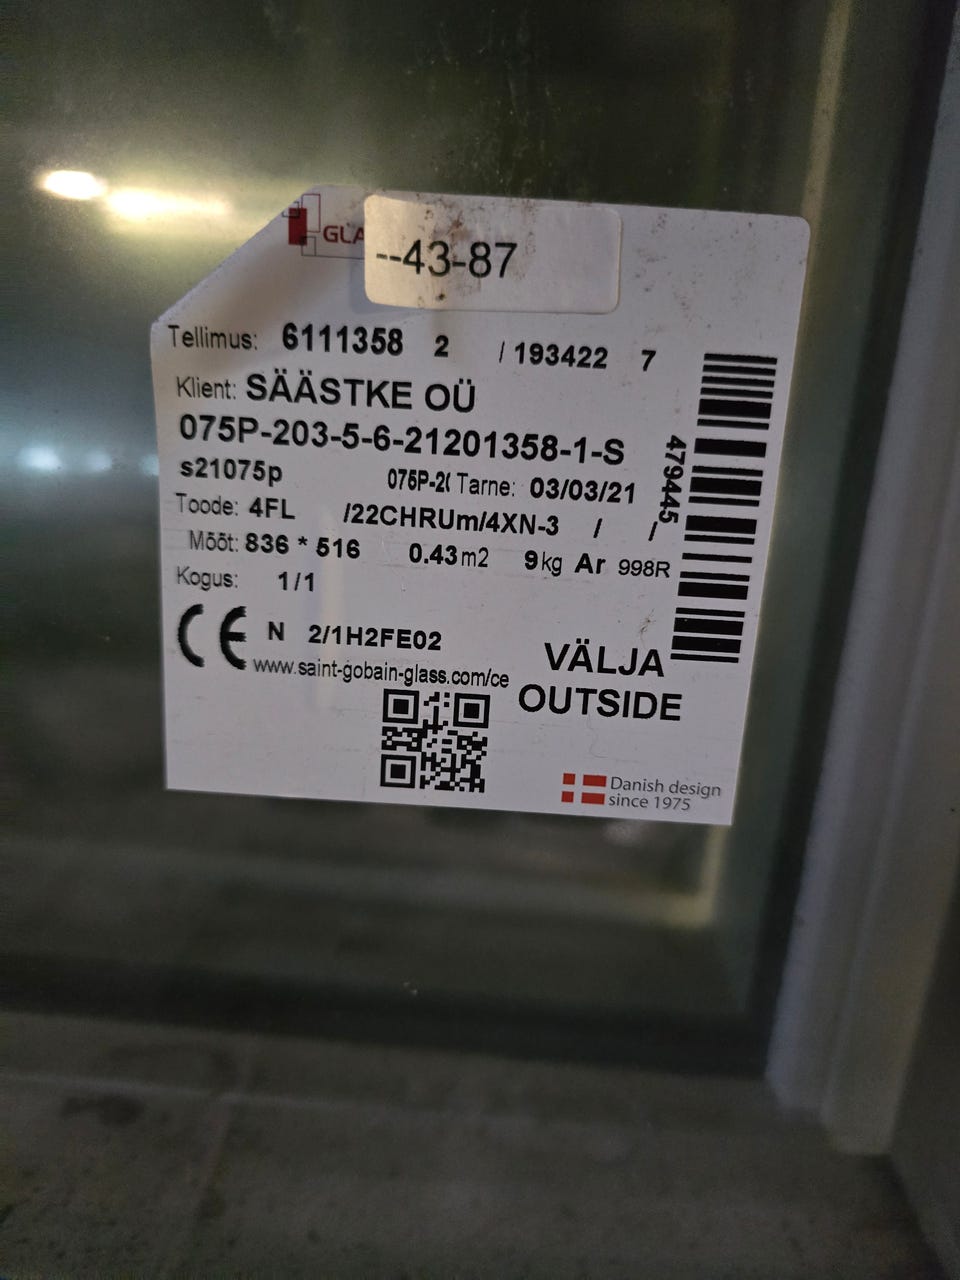 GLA
--43-87
Tellimus: 6111358 2 / 193422 7
Klient: SÄÄSTKE OÜ
075P-203-5-6-21201358-1-S
s21075p 075P-2( Tarne: 03/03/21
Toode: 4FL /22CHRUm/4XN-3 / /-
Mõõt: 836 * 516 0.43m2 9kg Ar 998R
Kogus: 1/1
479445
CE N 2/1H2FE02
www.saint-gobain-glass.com/ce
VÄLJA
OUTSIDE
Danish design
since 1975